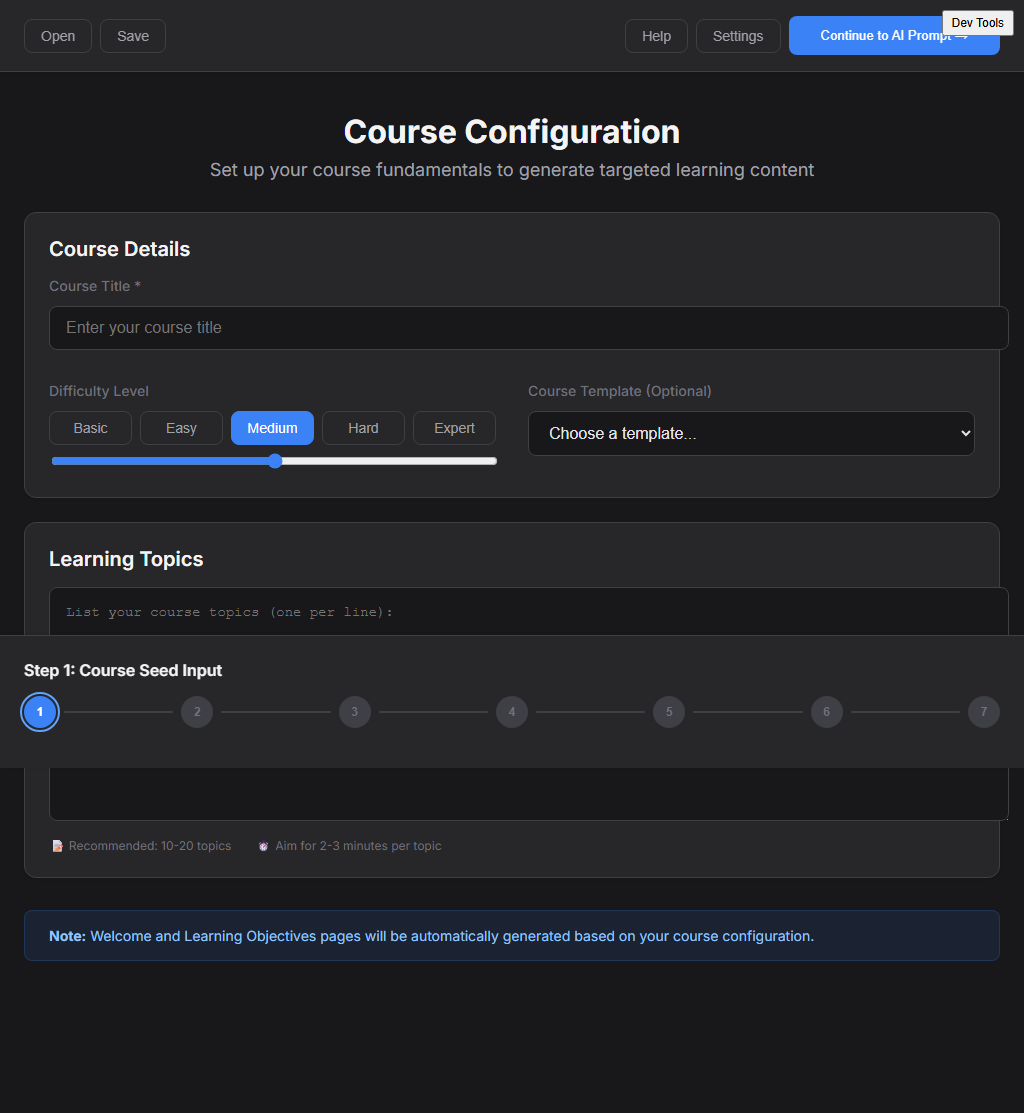 Open
Save
Help
Settings
Continue to AI Prompt →
Dev Tools
Course Configuration
Set up your course fundamentals to generate targeted learning content
Course Details
Course Title *
Enter your course title
Difficulty Level
Course Template (Optional)
Basic
Easy
Medium
Hard
Expert
Choose a template...
Learning Topics
List your course topics (one per line):
Step 1: Course Seed Input
1
2
3
4
5
6
7
Recommended: 10-20 topics
Aim for 2-3 minutes per topic
Note: Welcome and Learning Objectives pages will be automatically generated based on your course configuration.